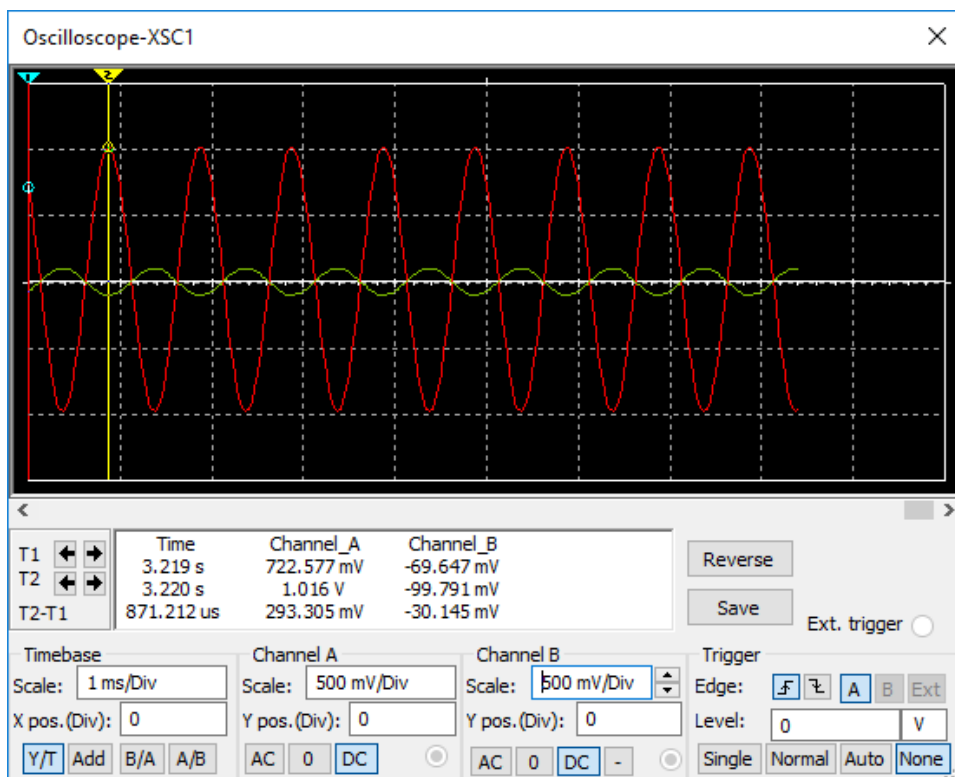 Oscilloscope-XSC1
1 2
T1
T2
T2-T1
Time Channel_A Channel_B
3.219 s 722.577 mV -69.647 mV
3.220 s 1.016 V -99.791 mV
871.212 us 293.305 mV -30.145 mV
Reverse
Save
Ext. trigger
Timebase
Scale: 1 ms/Div
X pos.(Div): 0
Y/T Add B/A A/B
Channel A
Scale: 500 mV/Div
Y pos.(Div): 0
AC 0 DC
Channel B
Scale: 500 mV/Div
Y pos.(Div): 0
AC 0 DC -
Trigger
Edge: A B Ext
Level: 0 V
Single Normal Auto None